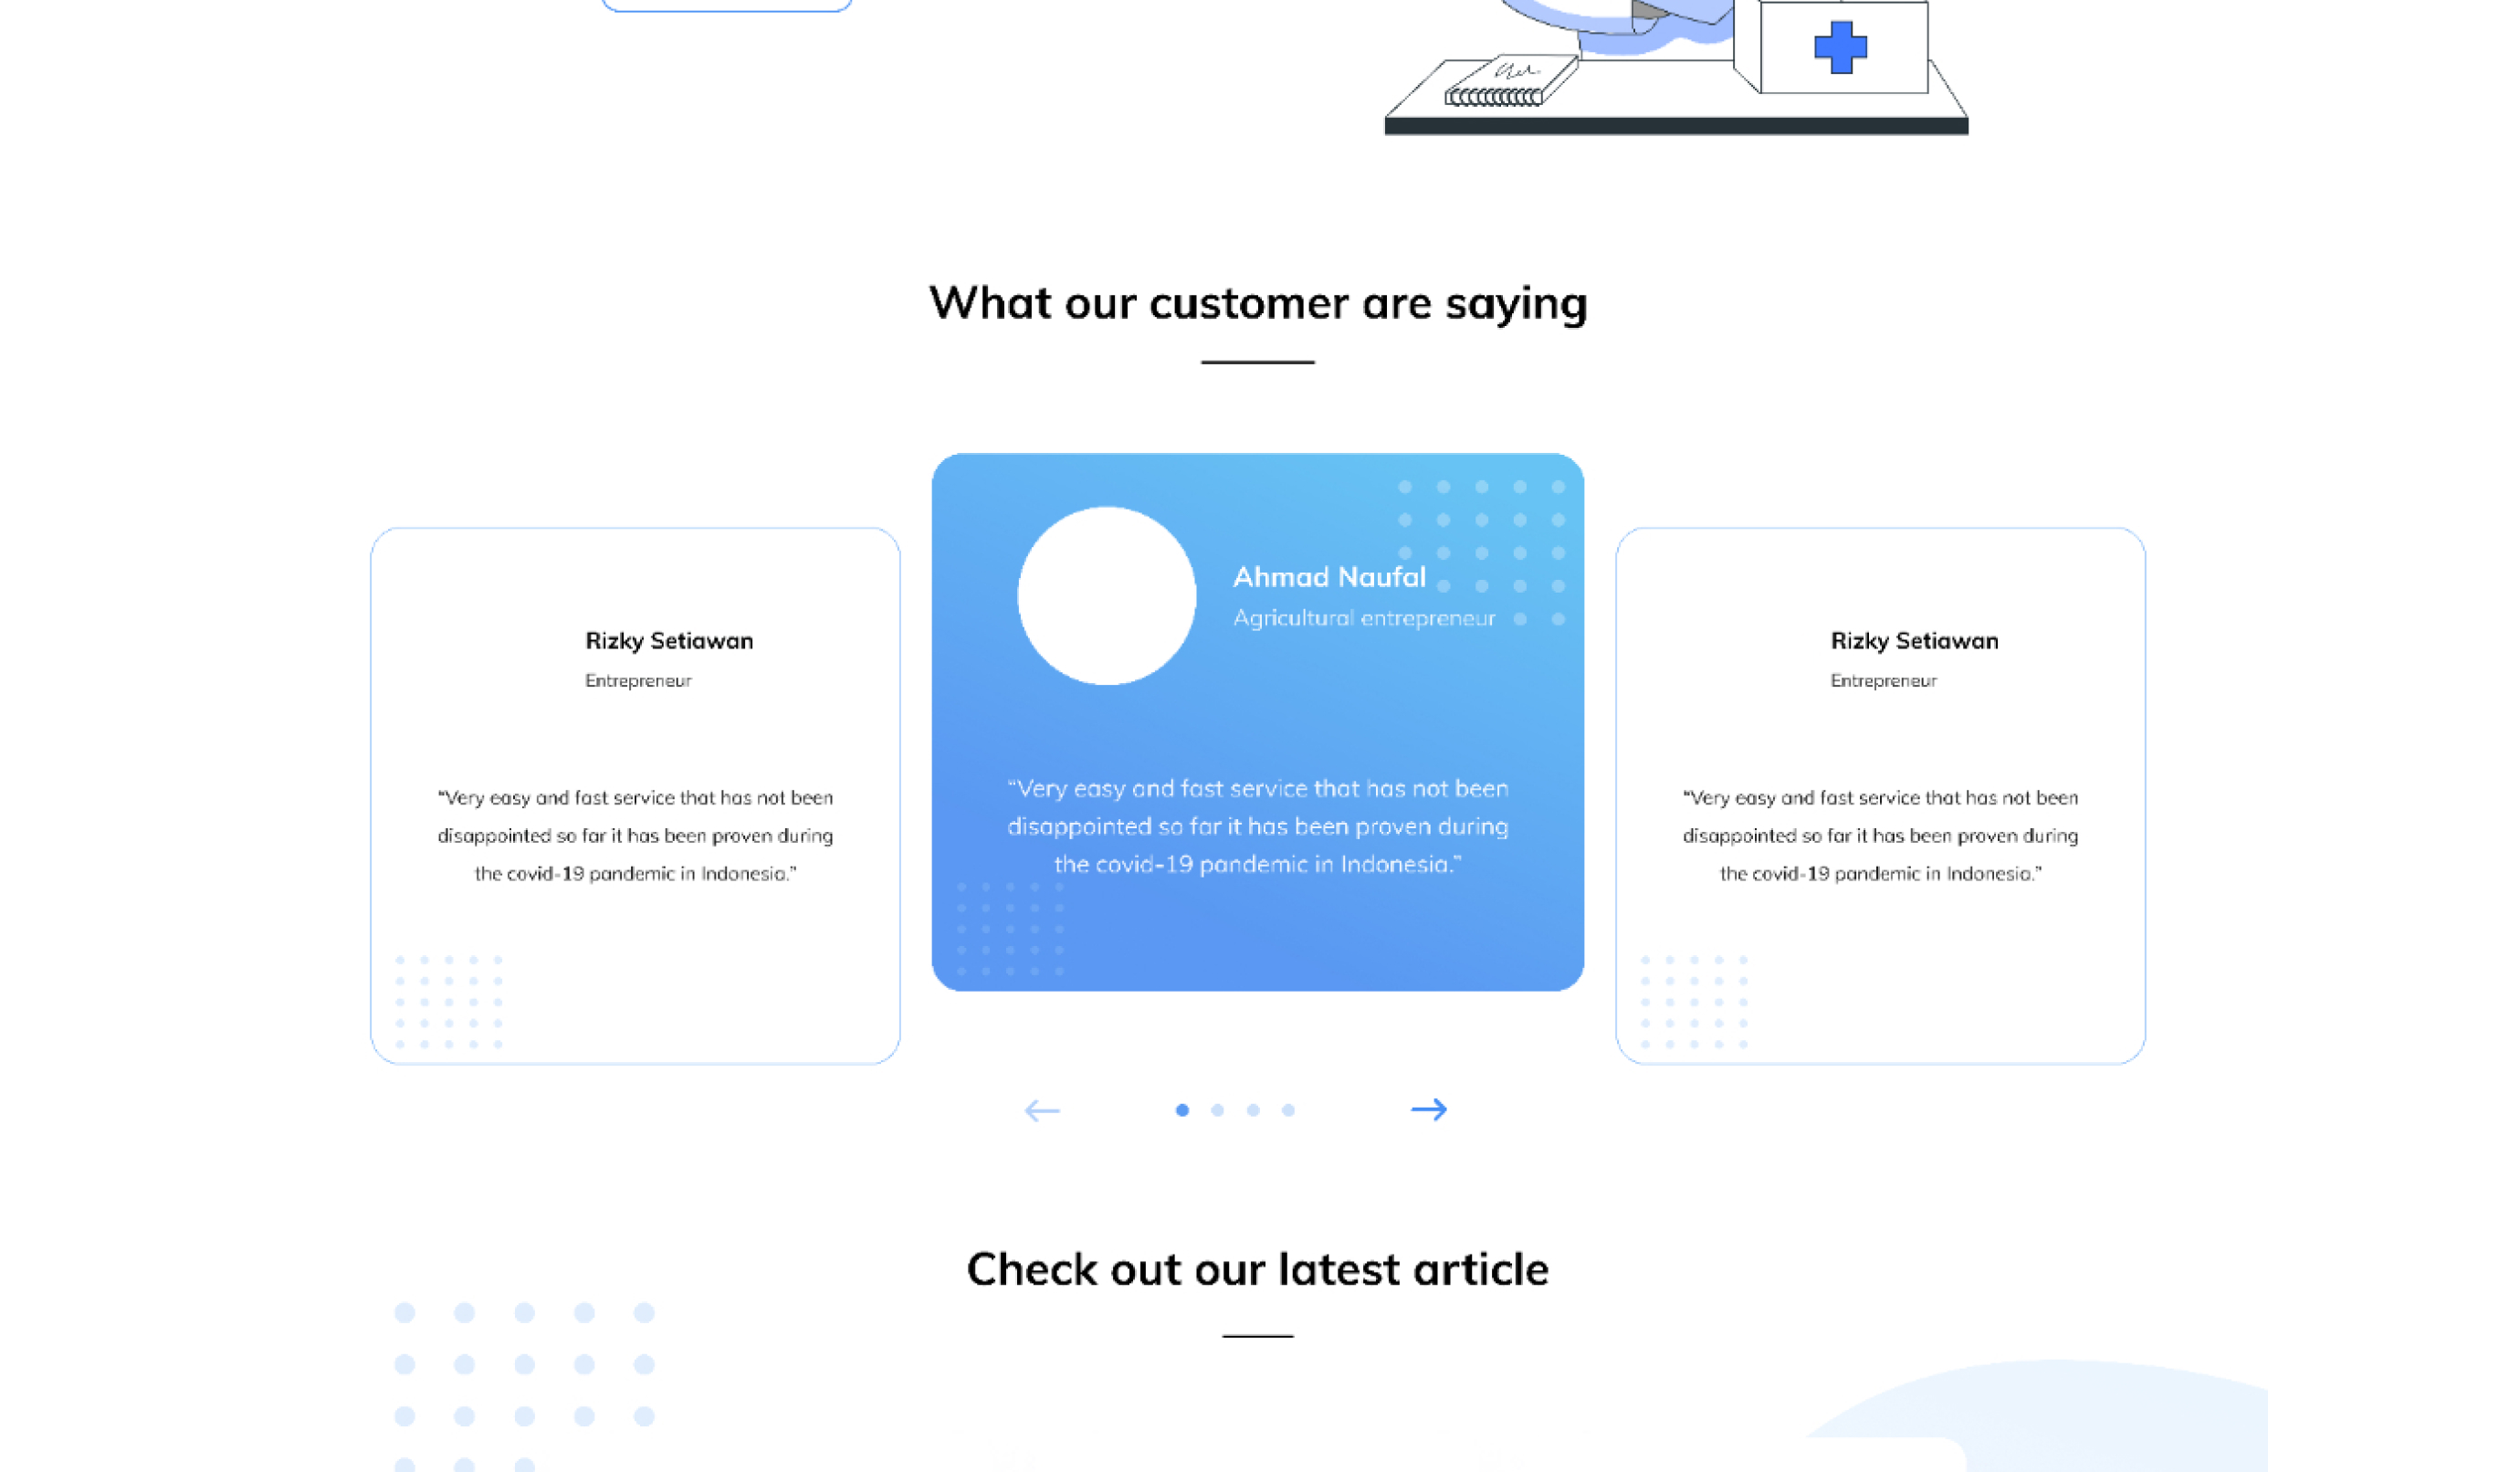 What our customer are saying
Rizky Setiawan
Entrepreneur
“Very easy and fast service that has not been
disappointed so far it has been proven during
the covid-19 pandemic in Indonesia.”
Ahmad Naufal
Agricultural entrepreneur
“Very easy and fast service that has not been
disappointed so far it has been proven during
the covid-19 pandemic in Indonesia.”
Rizky Setiawan
Entrepreneur
“Very easy and fast service that has not been
disappointed so far it has been proven during
the covid-19 pandemic in Indonesia.”
Check out our latest article